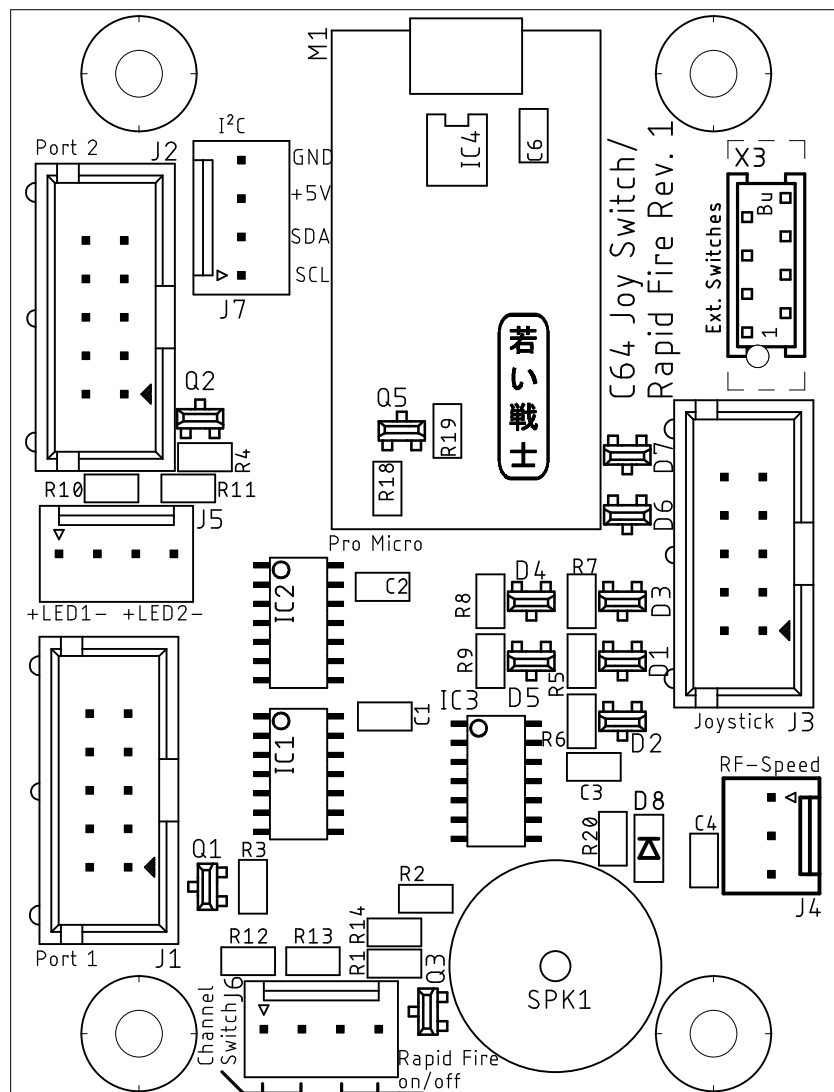 M1
Port 2
J2
I²C
GND
+5V
SDA
SCL
J7
IC4
C6
C64 Joy Switch/
Rapid Fire Rev. 1
X3
Bu
1
Ext. Switches
若い戦士
Q2
R4
Q5
R19
R18
R10
R11
J5
+LED1- +LED2-
Pro Micro
D7
D6
IC2
C2
R8
D4
R7
D3
R9
D5
R5
D1
R6
D2
Joystick J3
IC1
C1
IC3
C3
RF-Speed
D8
R20
C4
J4
Q1
R3
R2
R14
R12
R13
R1
Q3
Port 1
J1
SPK1
J6
Channel
Switch
Rapid Fire
on/off